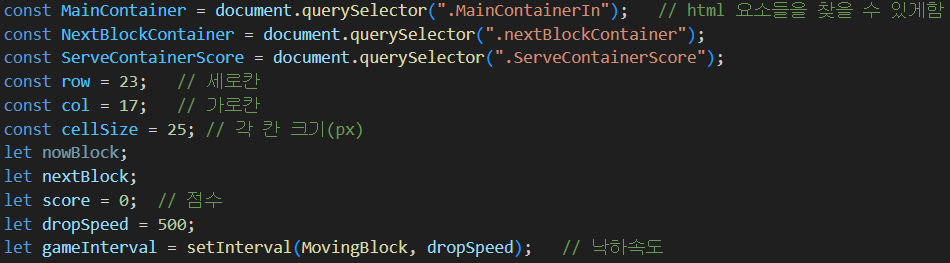 const MainContainer = document.querySelector(".MainContainerIn");   // html 요소들을 찾을 수 있게함
const NextBlockContainer = document.querySelector(".nextBlockContainer");
const ServeContainerScore = document.querySelector(".ServeContainerScore");
const row = 23;   // 세로칸
const col = 17;   // 가로칸
const cellSize = 25; // 각 칸 크기(px)
let nowBlock;
let nextBlock;
let score = 0;  // 점수
let dropSpeed = 500;
let gameInterval = setInterval(MovingBlock, dropSpeed);   // 낙하속도